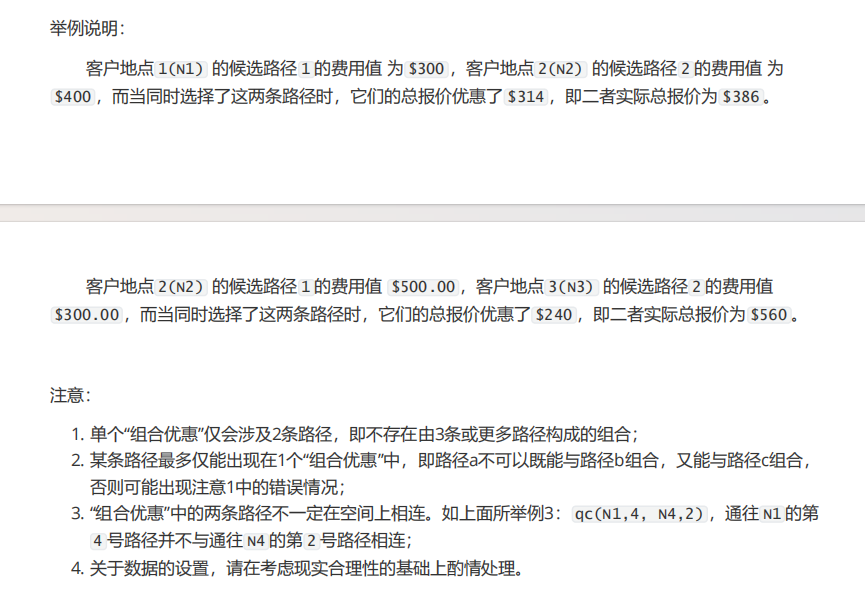 举例说明：
客户地点1(N1) 的候选路径1的费用值 为 $300，客户地点2(N2) 的候选路径2的费用值 为
$400，而当同时选择了这两条路径时，它们的总报价优惠了$314，即二者实际总报价为$386。
客户地点2(N2) 的候选路径1的费用值 $500.00，客户地点3(N3) 的候选路径2的费用值
$300.00，而当同时选择了这两条路径时，它们的总报价优惠了$240，即二者实际总报价为$560。
注意：
1. 单个“组合优惠”仅会涉及2条路径，即不存在由3条或更多路径构成的组合；
2. 某条路径最多仅能出现在1个“组合优惠”中，即路径a不可以既能与路径b组合，又能与路径c组合，
否则可能出现注意1中的错误情况；
3. “组合优惠”中的两条路径不一定在空间上相连。如上面所举例3：qc(N1,4, N4,2)，通往N1的第
4号路径并不与通往N4的第2号路径相连；
4. 关于数据的设置，请在考虑现实合理性的基础上酌情处理。